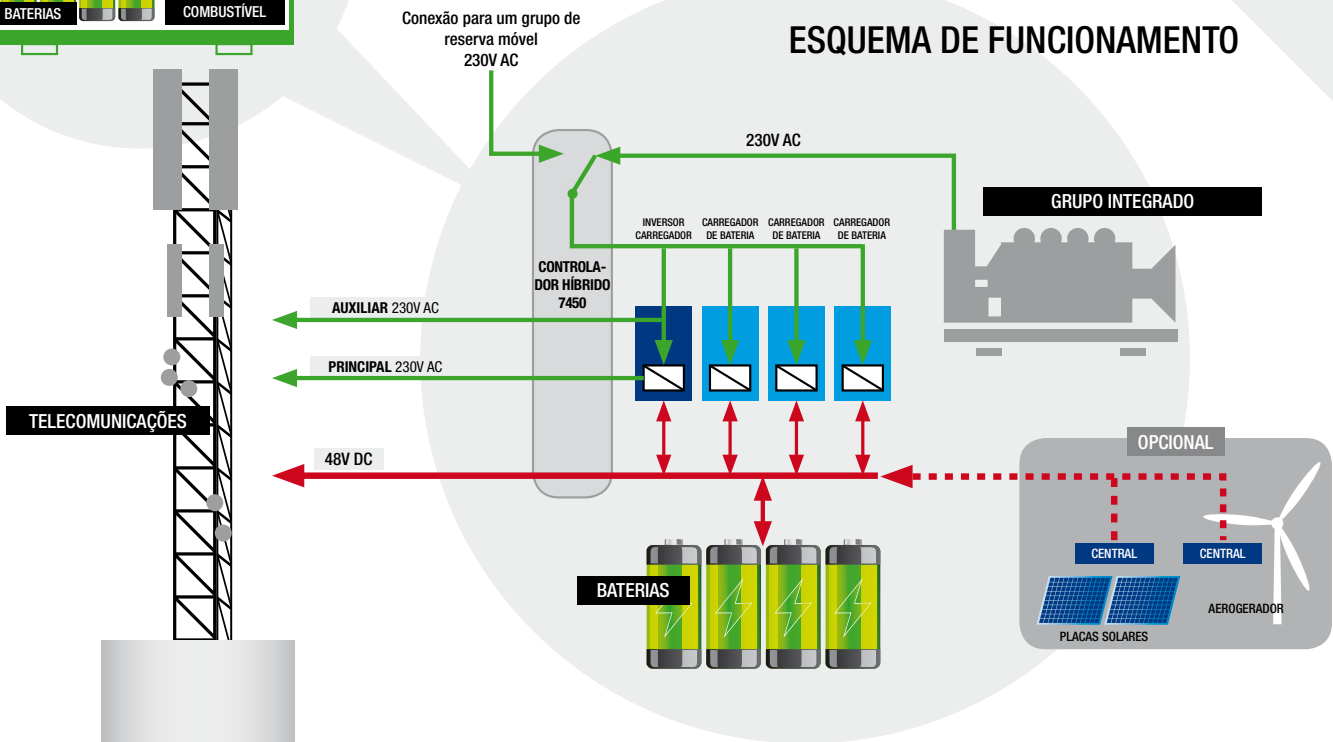 BATERIAS
COMBUSTÍVEL
Conexão para um grupo de
reserva móvel
230V AC
ESQUEMA DE FUNCIONAMENTO
230V AC
GRUPO INTEGRADO
INVERSOR
CARREGADOR
CARREGADOR
DE BATERIA
CARREGADOR
DE BATERIA
CARREGADOR
DE BATERIA
CONTROLA-
DOR HÍBRIDO
7450
AUXILIAR 230V AC
PRINCIPAL 230V AC
TELECOMUNICAÇÕES
48V DC
OPCIONAL
CENTRAL
CENTRAL
BATERIAS
AEROGERADOR
PLACAS SOLARES